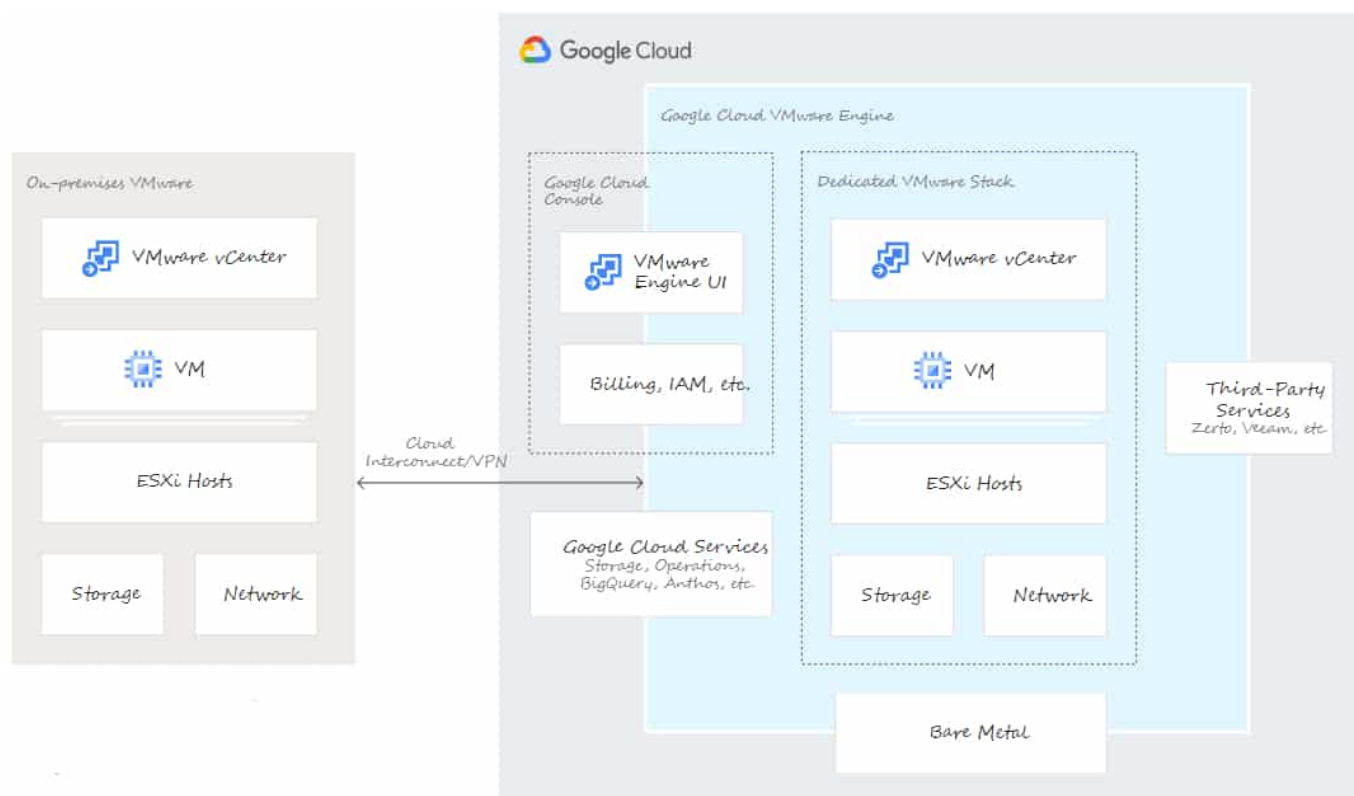 Google Cloud
Google Cloud VMware Engine
On-premises VMware
VMware vCenter
VM
ESXi Hosts
Storage
Network
Cloud
Interconnect/VPN
Google Cloud
Console
VMware
Engine UI
Billing, IAM, etc.
Google Cloud Services
Storage, Operations,
BigQuery, Anthos, etc
Dedicated VMware Stack
VMware vCenter
VM
ESXi Hosts
Storage
Network
Third-Party
Services
Zerto, Veeam, etc
Bare Metal